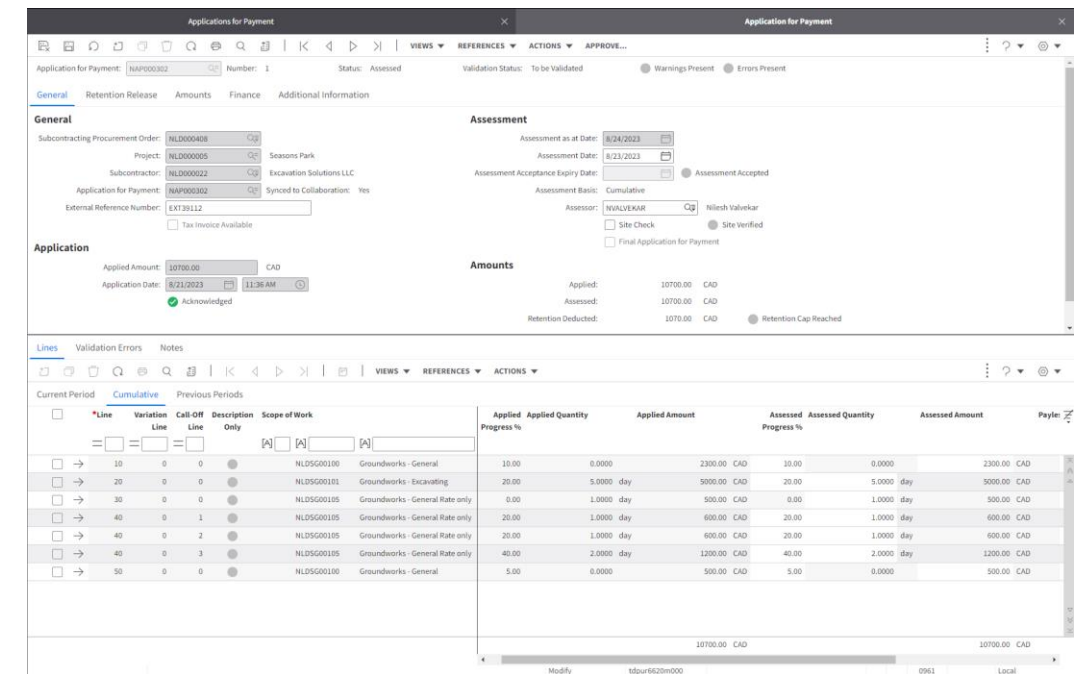 Applications for Payment
Application for Payment
VIEWS REFERENCES ACTIONS APPROVE...
Application for Payment: NAP000302 Number: 1 Status: Assessed Validation Status: To be Validated Warnings Present Errors Present
General Retention Release Amounts Finance Additional Information
General
Subcontracting Procurement Order: NLD000408
Project: NLD000005 Seasons Park
Subcontractor: NLD000022 Excavation Solutions LLC
Application for Payment: NAP000302 Synced to Collaboration: Yes
External Reference Number: EXT39112
Tax Invoice Available
Application
Applied Amount: 10700.00 CAD
Application Date: 8/21/2023 11:36 AM
Acknowledged
Assessment
Assessment as at Date: 8/24/2023
Assessment Date: 8/23/2023
Assessment Acceptance Expiry Date: Assessment Accepted
Assessment Basis: Cumulative
Assessor: NVALVEKAR Nilesh Valvekar
Site Check Site Verified
Final Application for Payment
Amounts
Applied: 10700.00 CAD
Assessed: 10700.00 CAD
Retention Deducted: 1070.00 CAD Retention Cap Reached
Lines Validation Errors Notes
VIEWS REFERENCES ACTIONS
Current Period Cumulative Previous Periods
*Line Variation Line Call-Off Line Description Only Scope of Work Applied Progress % Applied Quantity Applied Amount Assessed Progress % Assessed Quantity Assessed Amount
10 0 0 NLDSG00100 Groundworks - General 10.00 0.0000 2300.00 CAD 10.00 0.0000 2300.00 CAD
20 0 0 NLDSG00101 Groundworks - Excavating 20.00 5.0000 day 5000.00 CAD 20.00 5.0000 day 5000.00 CAD
30 0 0 NLDSG00105 Groundworks - General Rate only 0.00 1.0000 day 500.00 CAD 0.00 1.0000 day 500.00 CAD
40 0 1 NLDSG00105 Groundworks - General Rate only 20.00 1.0000 day 600.00 CAD 20.00 1.0000 day 600.00 CAD
40 0 2 NLDSG00105 Groundworks - General Rate only 20.00 1.0000 day 600.00 CAD 20.00 1.0000 day 600.00 CAD
40 0 3 NLDSG00105 Groundworks - General Rate only 40.00 2.0000 day 1200.00 CAD 40.00 2.0000 day 1200.00 CAD
50 0 0 NLDSG00100 Groundworks - General 5.00 0.0000 500.00 CAD 5.00 0.0000 500.00 CAD
10700.00 CAD 10700.00 CAD
Modify tdpur6620m000 0961 Local